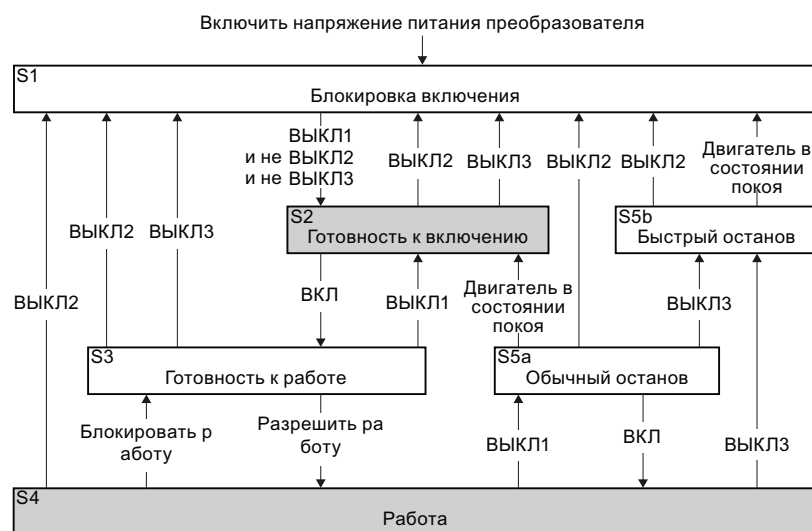 Включить напряжение питания преобразователя
S1
Блокировка включения
ВЫКЛ1
и не ВЫКЛ2
и не ВЫКЛ3
ВЫКЛ2
ВЫКЛ3
ВЫКЛ2
ВЫКЛ2
Двигатель в
состоянии
покоя
S2
Готовность к включению
S5b
Быстрый останов
ВЫКЛ2
ВЫКЛ3
ВЫКЛ2
ВКЛ
ВЫКЛ1
Двигатель в
состоянии
покоя
ВЫКЛ3
S3
Готовность к работе
S5a
Обычный останов
Блокировать р
аботу
Разрешить ра
боту
ВЫКЛ1
ВКЛ
ВЫКЛ3
S4
Работа